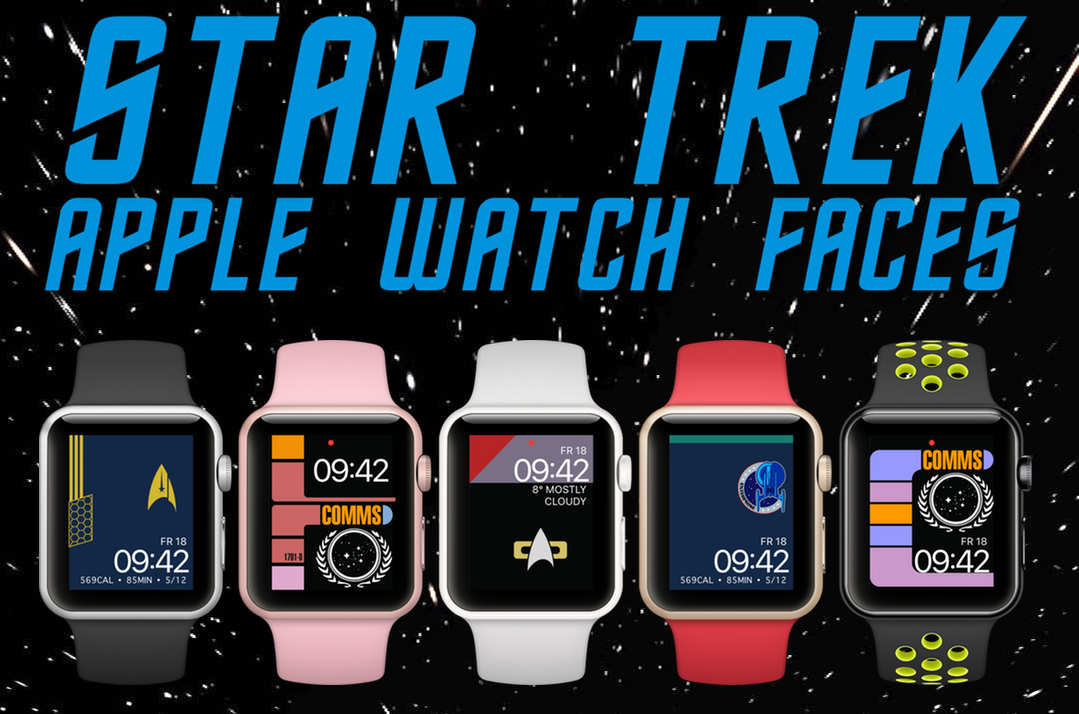 STAR TREK
APPLE WATCH FACES
FR 18
09:42
569CAL • 85MIN • 5/12
09:42
COMMS
1701-D
FR 18
09:42
8° MOSTLY
CLOUDY
FR 18
09:42
569CAL • 85MIN • 5/12
COMMS
FR 18
09:42